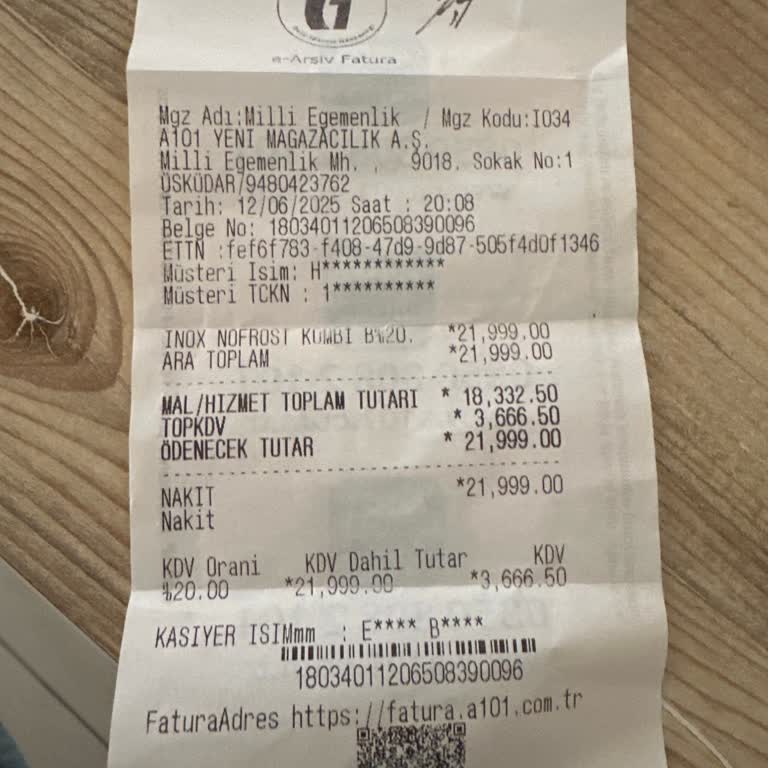 e-Arşiv Fatura
Mgz Adı:Milli Egemenlik / Mgz Kodu:I034
A101 YENI MAGAZACILIK A.Ş.
Milli Egemenlik Mh. . 9018. Sokak No:1
ÜSKÜDAR/9480423762
Tarih: 12/06/2025 Saat : 20:08
Belge No: 18034011206508390096
ETTN :fef6f783-f408-47d9-9d87-505f4d0f1346
Müsteri Isim: H************
Müsteri TCKN : 1**********
INOX NOFROST KOMBI B%20. *21,999.00
ARA TOPLAM *21,999.00
MAL/HIZMET TOPLAM TUTARI * 18,332.50
TOPKDV * 3,666.50
ÖDENECEK TUTAR * 21,999.00
NAKIT *21,999.00
Nakit
KDV Orani KDV Dahil Tutar KDV
%20.00 *21,999.00 *3,666.50
KASIYER ISIMmm : E**** B****
18034011206508390096
FaturaAdres https://fatura.a101.com.tr